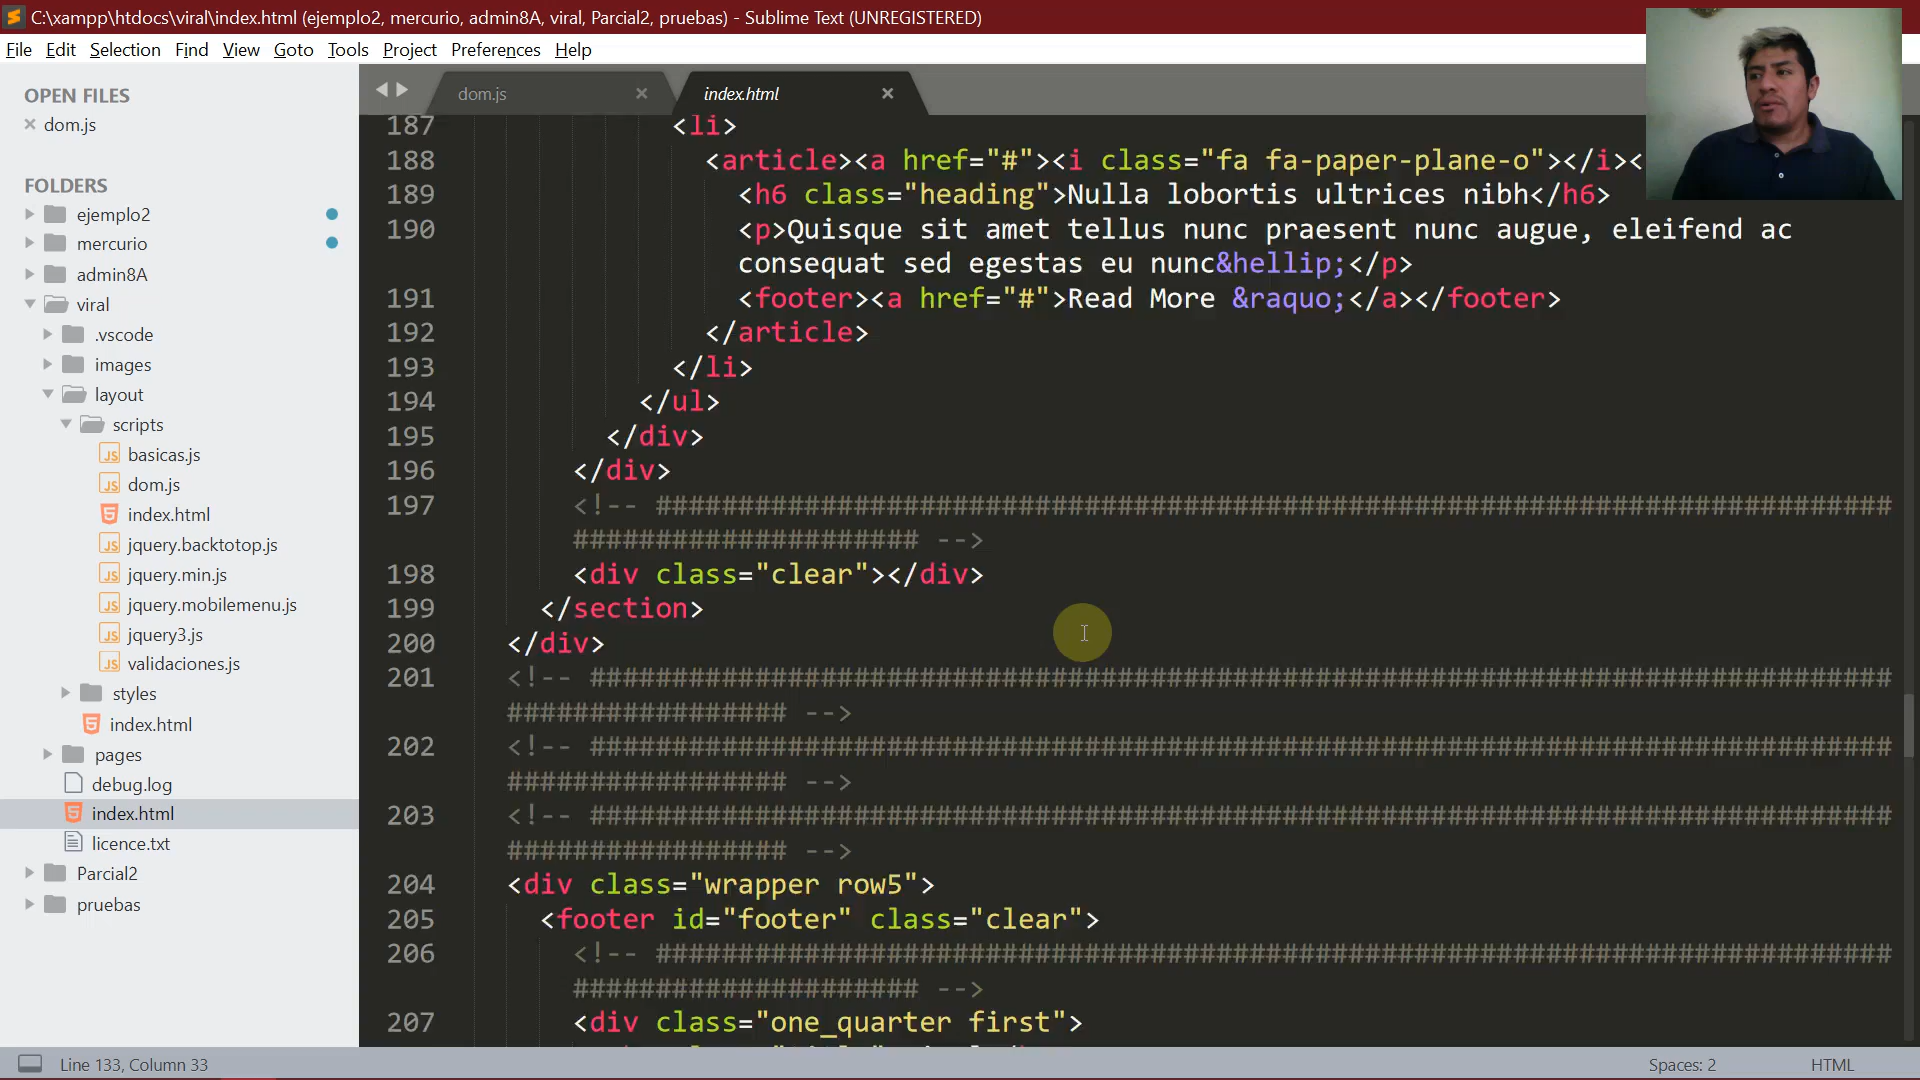 C:\xampp\htdocs\viral\index.html (ejemplo2, mercurio, admin8A, viral, Parcial2, pruebas) - Sublime Text (UNREGISTERED)
File Edit Selection Find View Goto Tools Project Preferences Help
OPEN FILES
dom.js
FOLDERS
ejemplo2
mercurio
admin8A
viral
.vscode
images
layout
scripts
basicas.js
dom.js
index.html
jquery.backtotop.js
jquery.min.js
jquery.mobilemenu.js
jquery3.js
validaciones.js
styles
index.html
pages
debug.log
index.html
licence.txt
Parcial2
pruebas
dom.js index.html
187 <li>
188 <article><a href="#"><i class="fa fa-paper-plane-o"></i><
189 <h6 class="heading">Nulla lobortis ultrices nibh</h6>
190 <p>Quisque sit amet tellus nunc praesent nunc augue, eleifend ac
consequat sed egestas eu nunc&hellip;</p>
191 <footer><a href="#">Read More &raquo;</a></footer>
192 </article>
193 </li>
194 </ul>
195 </div>
196 </div>
197 <!-- ###########################################################################
##################### -->
198 <div class="clear"></div>
199 </section>
200 </div>
201 <!-- ###############################################################################
################# -->
202 <!-- ###############################################################################
################# -->
203 <!-- ###############################################################################
################# -->
204 <div class="wrapper row5">
205 <footer id="footer" class="clear">
206 <!-- ###########################################################################
##################### -->
207 <div class="one_quarter first">
Line 133, Column 33
Spaces: 2
HTML